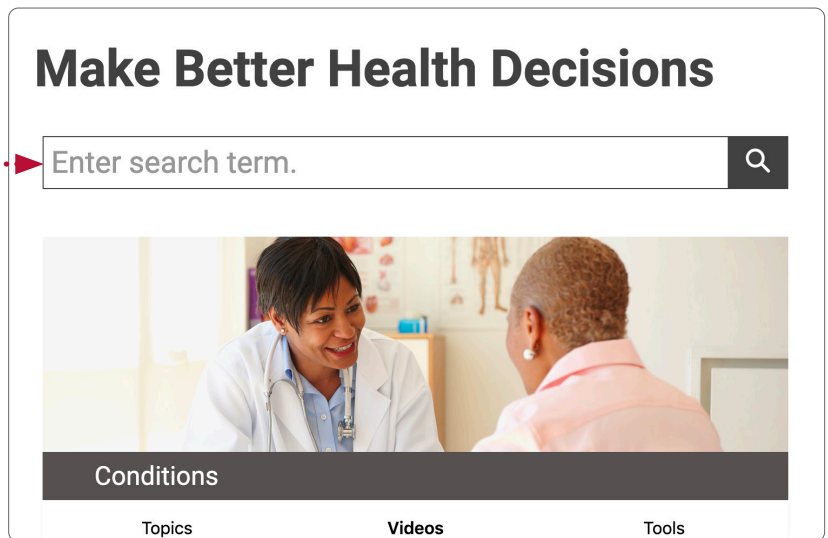 Make Better Health Decisions
Enter search term.
Conditions
Topics Videos Tools